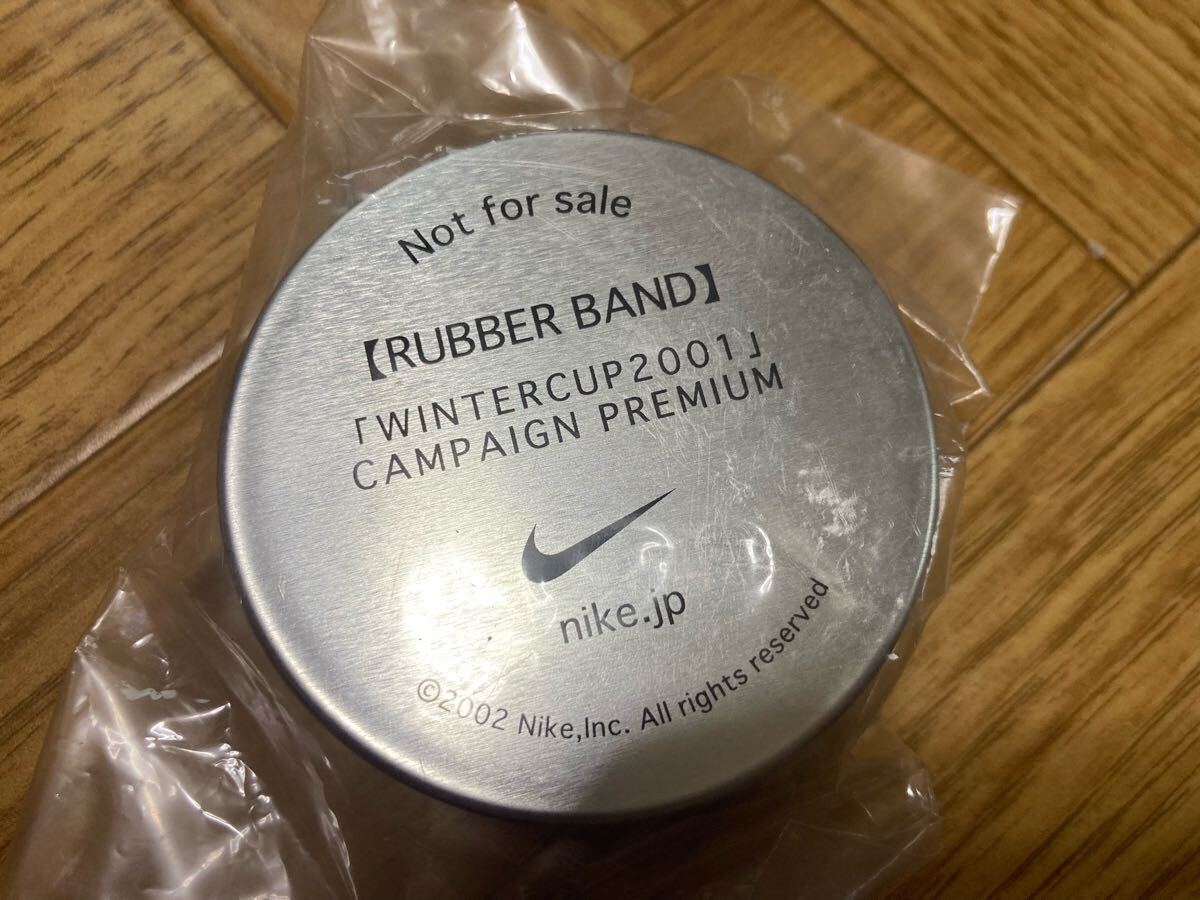 Not for sale
【RUBBER BAND】
「WINTERCUP2001」
CAMPAIGN PREMIUM
nike.jp
©2002 Nike,Inc. All rights reserved